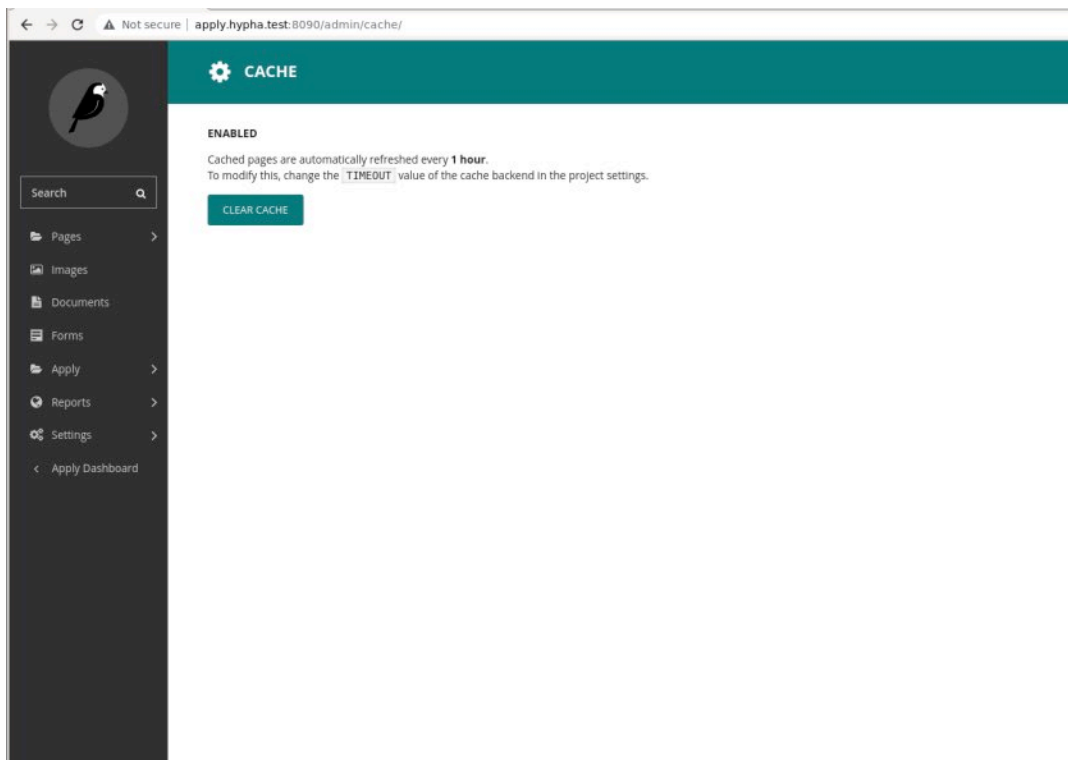 Not secure | apply.hypha.test:8090/admin/cache/
CACHE
Search
Pages
Images
Documents
Forms
Apply
Reports
Settings
Apply Dashboard
ENABLED
Cached pages are automatically refreshed every 1 hour.
To modify this, change the TIMEOUT value of the cache backend in the project settings.
CLEAR CACHE